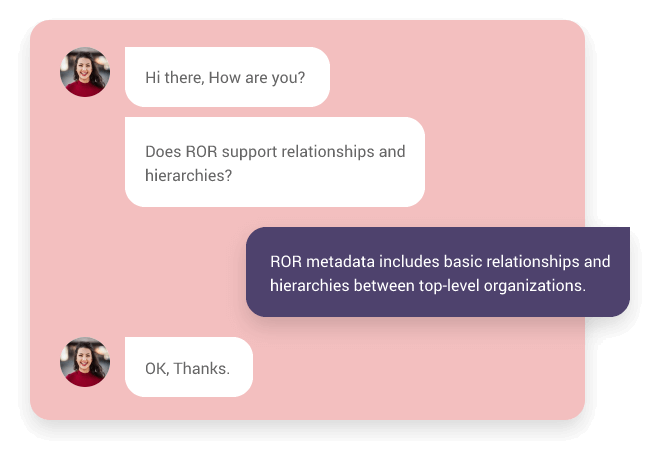 Hi there, How are you?
Does ROR support relationships and
hierarchies?
ROR metadata includes basic relationships and
hierarchies between top-level organizations.
OK, Thanks.